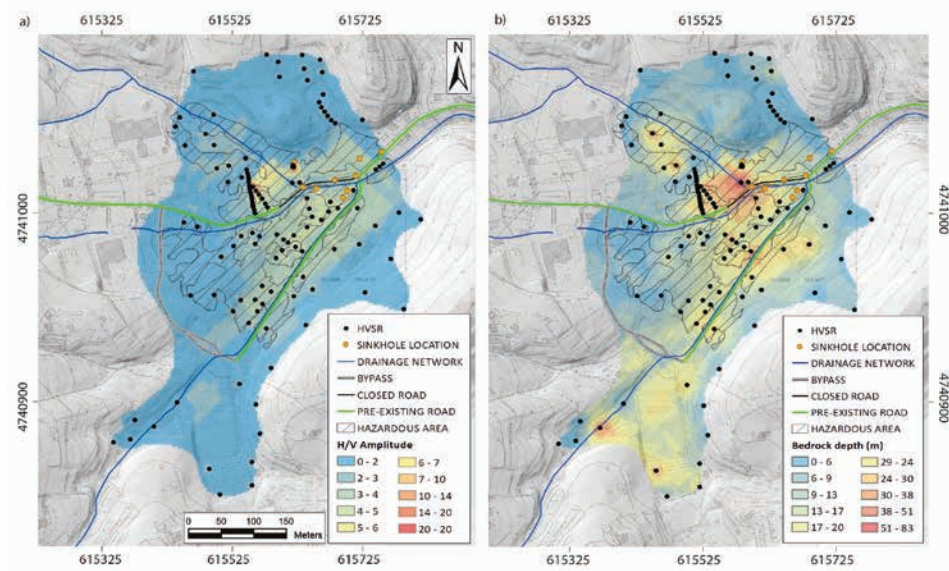 a)
615325 615525 615725
N
4741000
4740900
HVSR
SINKHOLE LOCATION
DRAINAGE NETWORK
BYPASS
CLOSED ROAD
PRE-EXISTING ROAD
HAZARDOUS AREA
H/V Amplitude
0 - 2
2 - 3
3 - 4
4 - 5
5 - 6
6 - 7
7 - 10
10 - 14
14 - 20
20 - 20
0 50 100 150
Meters
615325 615525 615725
b)
615325 615525 615725
4741000
4740900
HVSR
SINKHOLE LOCATION
DRAINAGE NETWORK
BYPASS
CLOSED ROAD
PRE-EXISTING ROAD
HAZARDOUS AREA
Bedrock depth [m]
0 - 6
6 - 9
9 - 13
13 - 17
17 - 20
29 - 24
24 - 30
30 - 38
38 - 51
51 - 83
615325 615525 615725